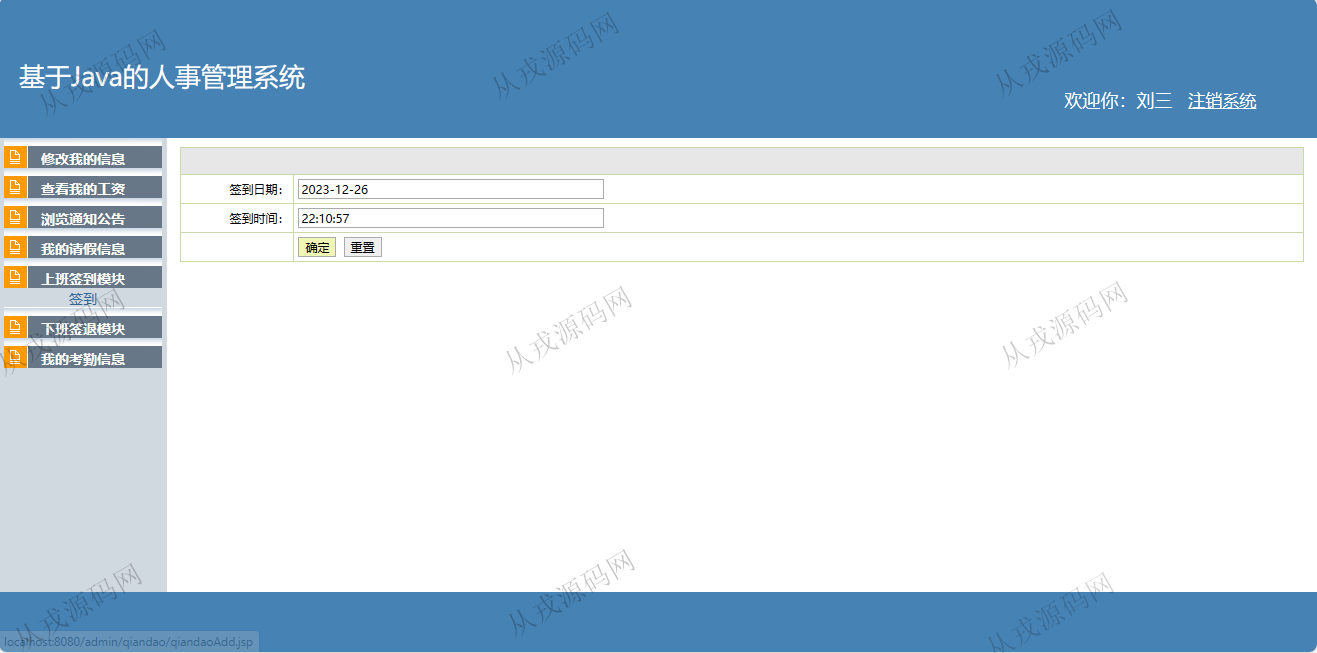 基于Java的人事管理系统
欢迎你：刘三 注销系统
修改我的信息
查看我的工资
浏览通知公告
我的请假信息
上班签到模块
签到
下班签退模块
我的考勤信息
签到日期：
2023-12-26
签到时间：
22:10:57
确定 重置
localhost:8080/admin/qiandao/qiandaoAdd.jsp
从戎源码网
从戎源码网
从戎源码网
从戎源码网
从戎源码网
从戎源码网
从戎源码网
从戎源码网
从戎源码网